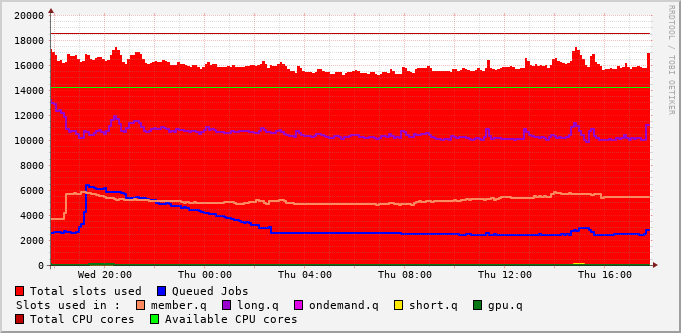 20000
18000
16000
14000
12000
10000
8000
6000
4000
2000
0
Wed 20:00 Thu 00:00 Thu 04:00 Thu 08:00 Thu 12:00 Thu 16:00
RRDTOOL / TOBI OETIKER
Total slots used Queued Jobs
Slots used in : member.q long.q ondemand.q short.q gpu.q
Total CPU cores Available CPU cores